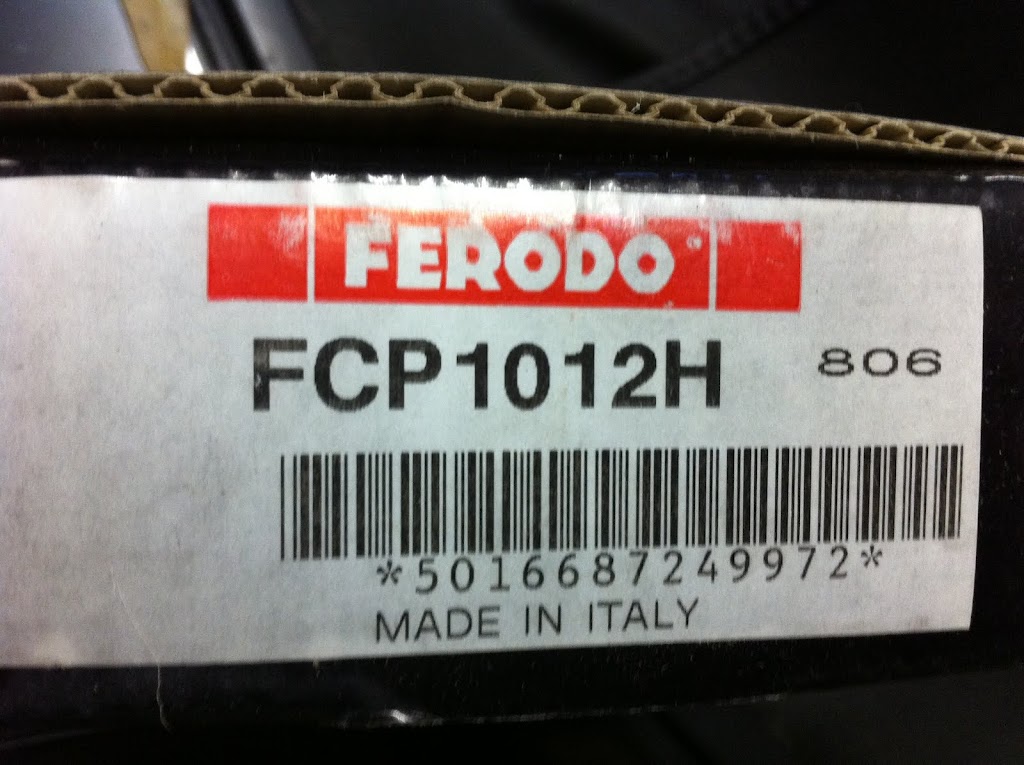 FERODO
FCP1012H 806
*5016687249972*
MADE IN ITALY